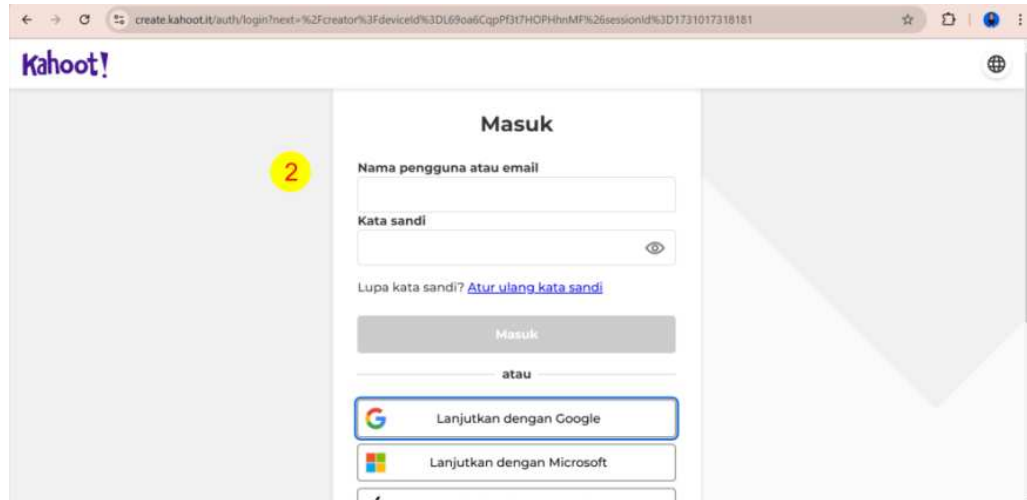 create.kahoot.it/auth/login?next=%2Fcreator%3FdeviceId%3DL69oa6CqpPf3t7HOPHhnMF%26sessionId%3D1731017318181
Kahoot!
Masuk
2
Nama pengguna atau email
Kata sandi
Lupa kata sandi? Atur ulang kata sandi
Masuk
atau
Lanjutkan dengan Google
Lanjutkan dengan Microsoft